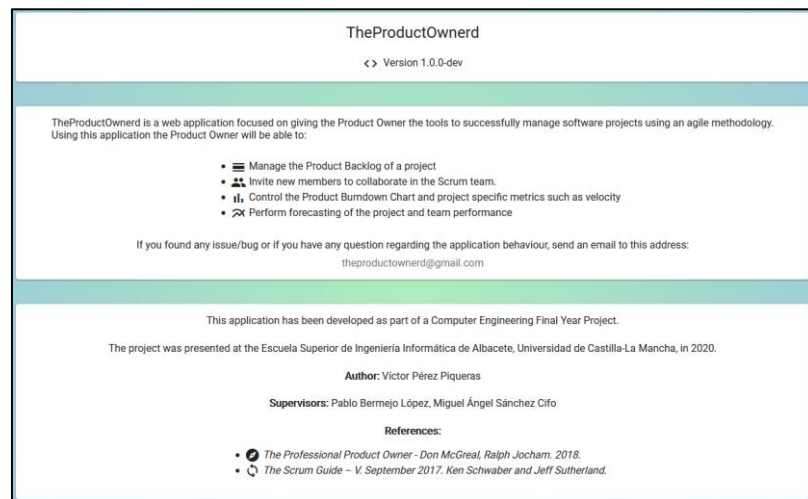 TheProductOwnerd
<> Version 1.0.0-dev
TheProductOwnerd is a web application focused on giving the Product Owner the tools to successfully manage software projects using an agile methodology.
Using this application the Product Owner will be able to:
Manage the Product Backlog of a project
Invite new members to collaborate in the Scrum team.
Control the Product Burndown Chart and project specific metrics such as velocity
Perform forecasting of the project and team performance
If you found any issue/bug or if you have any question regarding the application behaviour, send an email to this address:
theproductownerd@gmail.com
This application has been developed as part of a Computer Engineering Final Year Project.
The project was presented at the Escuela Superior de Ingeniería Informática de Albacete, Universidad de Castilla-La Mancha, in 2020.
Author: Víctor Pérez Piqueras
Supervisors: Pablo Bermejo López, Miguel Ángel Sánchez Cifo
References:
The Professional Product Owner - Don McGreal, Ralph Jocham. 2018.
The Scrum Guide – V. September 2017. Ken Schwaber and Jeff Sutherland.